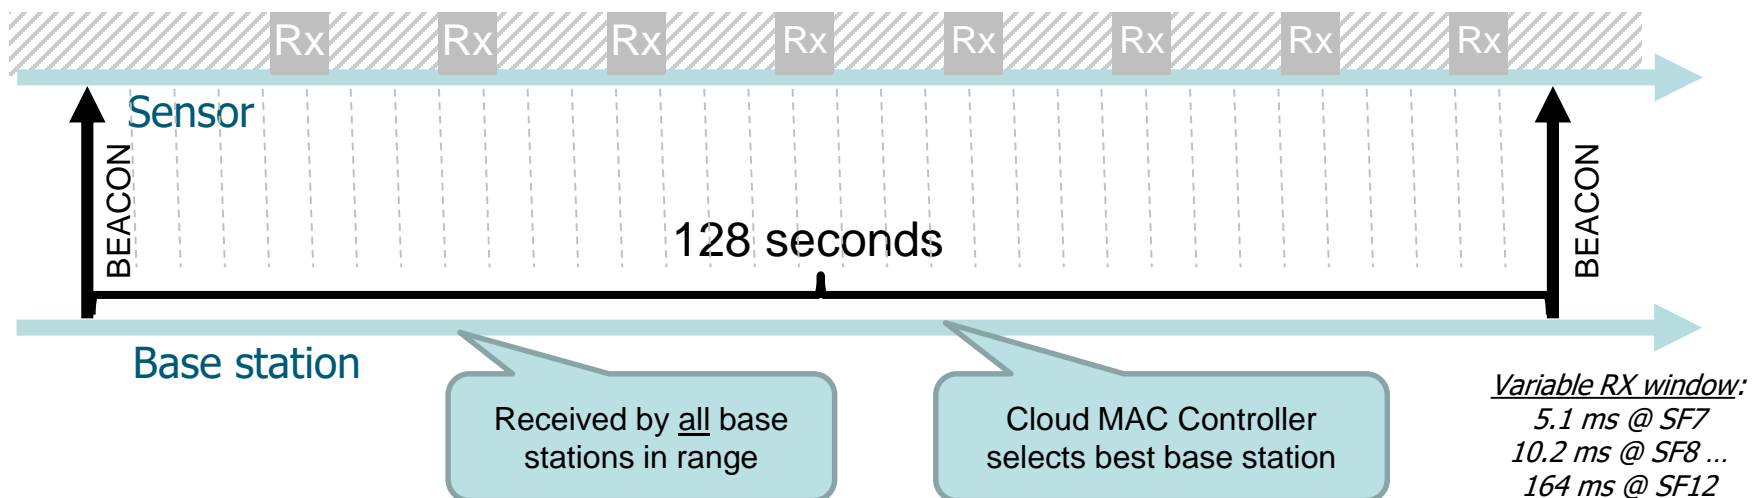 Rx Rx Rx Rx Rx Rx Rx Rx
Sensor
BEACON
128 seconds
BEACON
Base station
Received by all base
stations in range
Cloud MAC Controller
selects best base station
Variable RX window:
5.1 ms @ SF7
10.2 ms @ SF8 ...
164 ms @ SF12